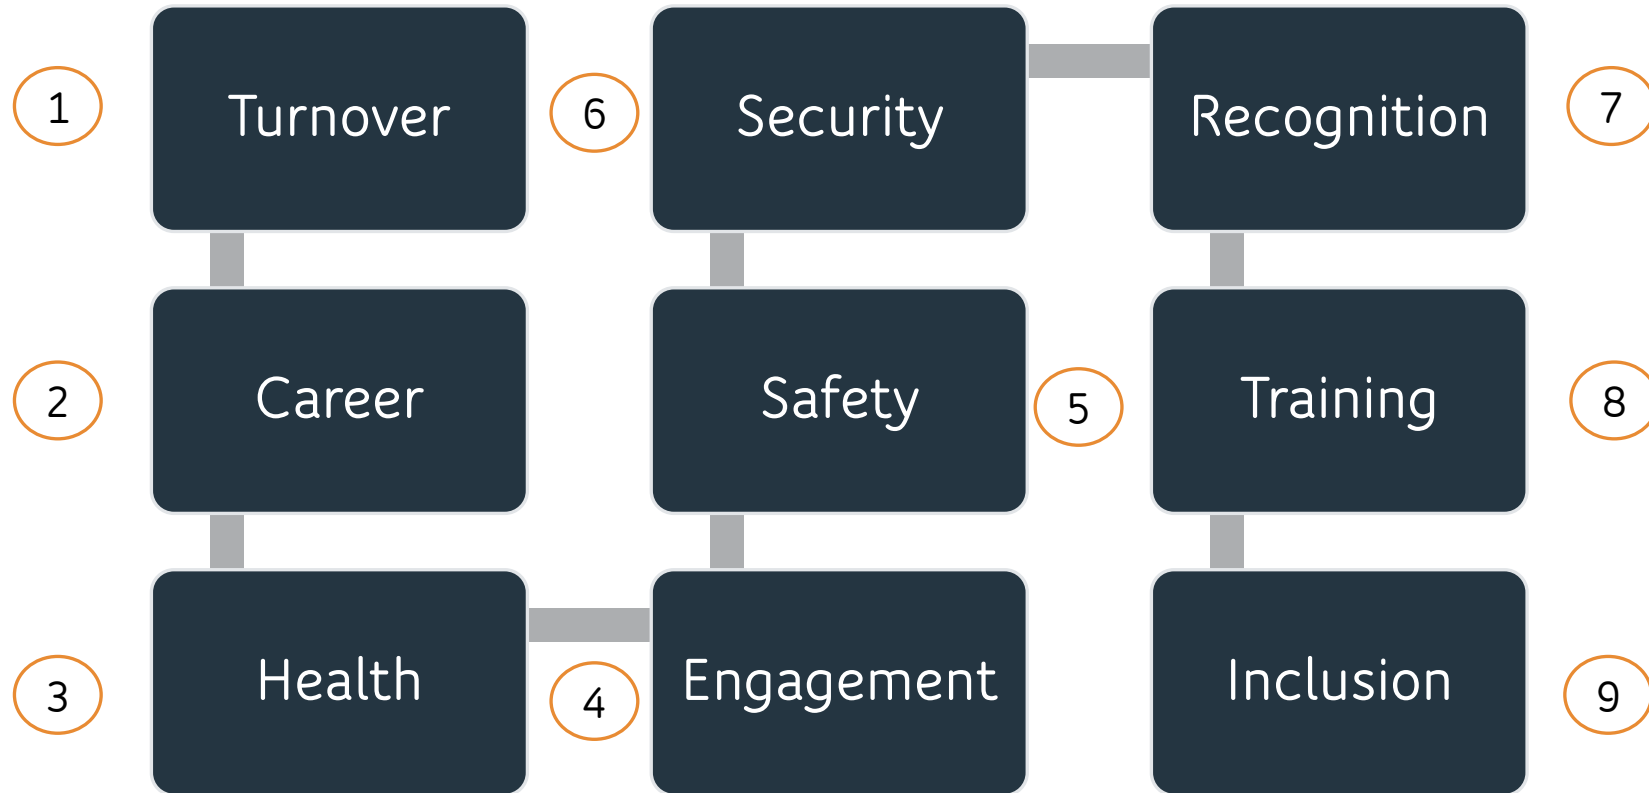 1
Turnover
2
Career
3
Health
4
Engagement
5
Safety
6
Security
7
Recognition
8
Training
9
Inclusion